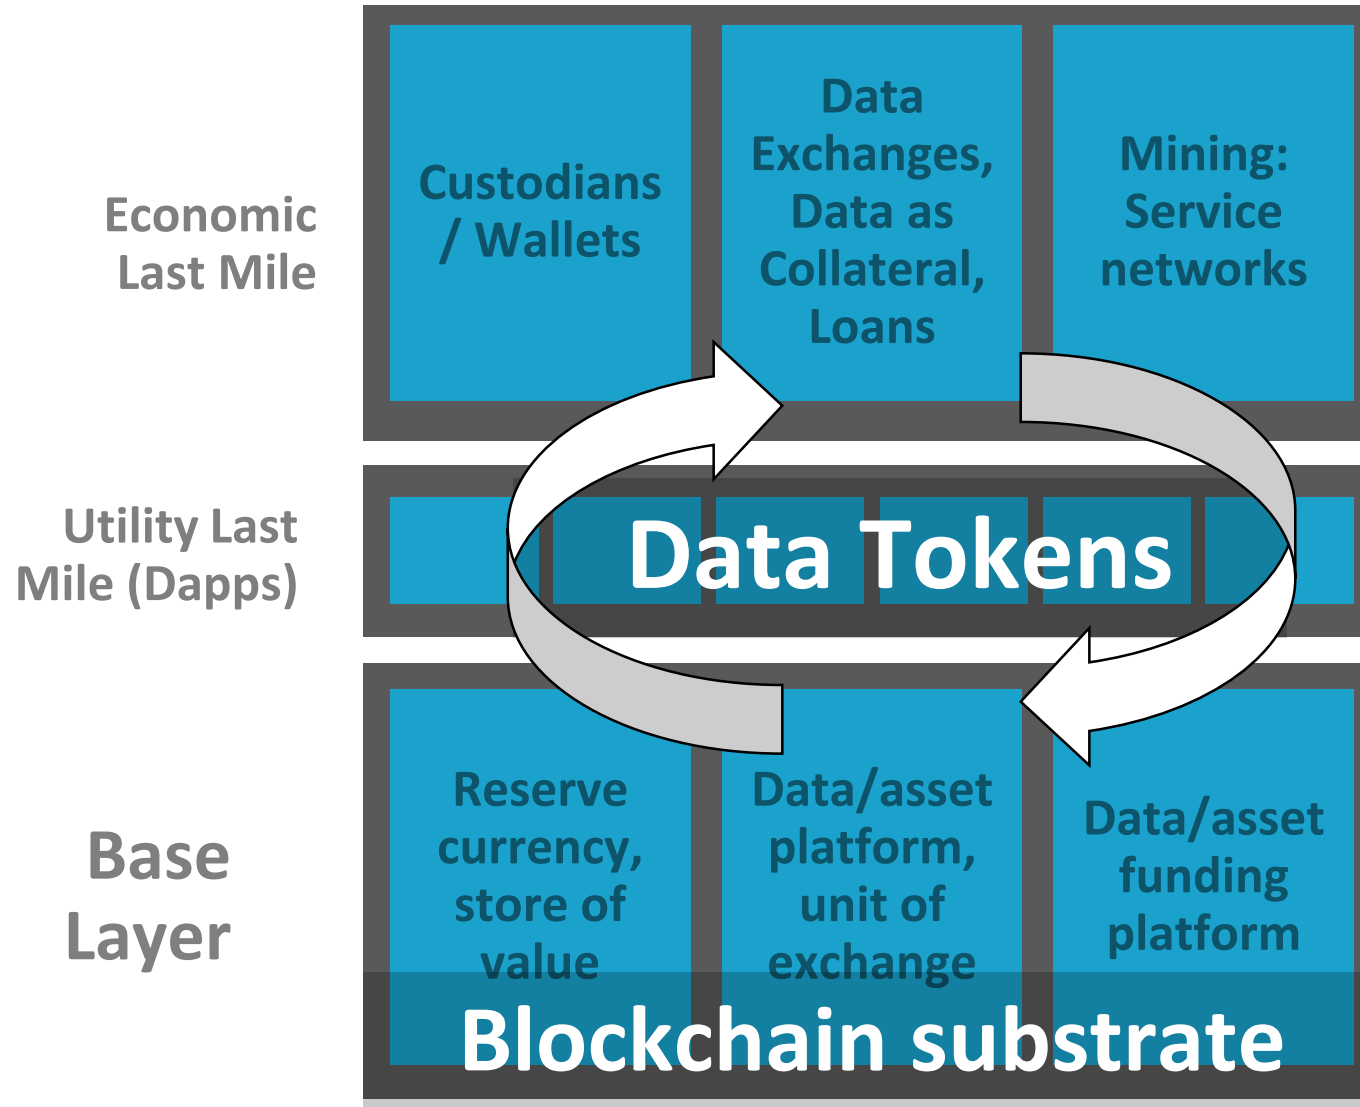 Economic
Last Mile
Custodians
/ Wallets
Data
Exchanges,
Data as
Collateral,
Loans
Mining:
Service
networks
Utility Last
Mile (Dapps)
Data Tokens
Base
Layer
Reserve
currency,
store of
value
Data/asset
platform,
unit of
exchange
Data/asset
funding
platform
Blockchain substrate